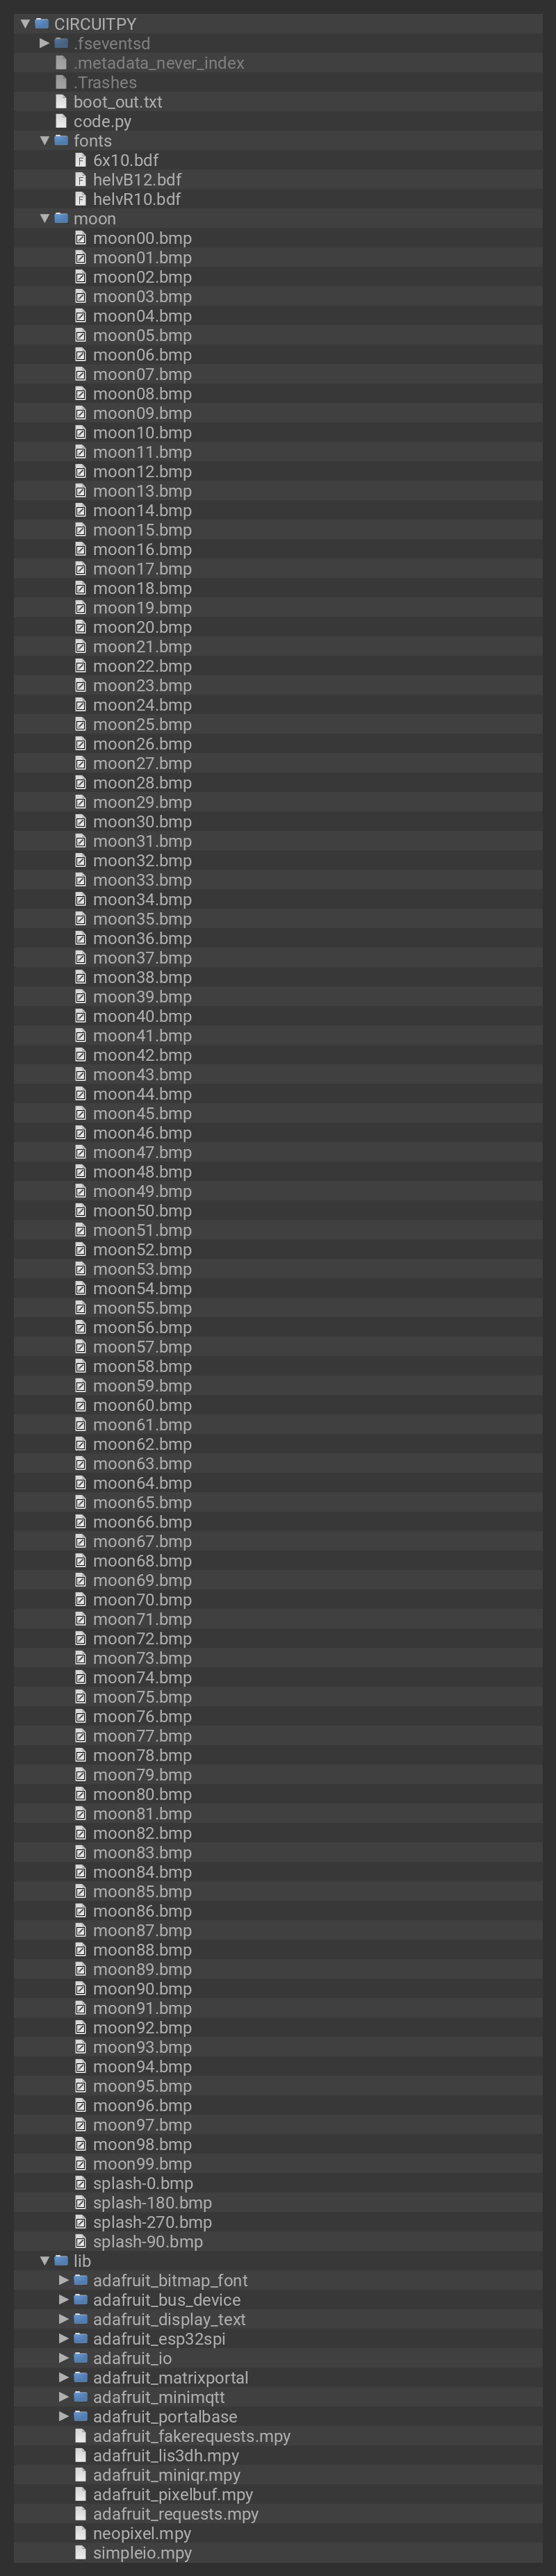 CIRCUITPY
.fseventsd
.metadata_never_index
.Trashes
boot_out.txt
code.py
fonts
6x10.bdf
helvB12.bdf
helvR10.bdf
moon
moon00.bmp
moon01.bmp
moon02.bmp
moon03.bmp
moon04.bmp
moon05.bmp
moon06.bmp
moon07.bmp
moon08.bmp
moon09.bmp
moon10.bmp
moon11.bmp
moon12.bmp
moon13.bmp
moon14.bmp
moon15.bmp
moon16.bmp
moon17.bmp
moon18.bmp
moon19.bmp
moon20.bmp
moon21.bmp
moon22.bmp
moon23.bmp
moon24.bmp
moon25.bmp
moon26.bmp
moon27.bmp
moon28.bmp
moon29.bmp
moon30.bmp
moon31.bmp
moon32.bmp
moon33.bmp
moon34.bmp
moon35.bmp
moon36.bmp
moon37.bmp
moon38.bmp
moon39.bmp
moon40.bmp
moon41.bmp
moon42.bmp
moon43.bmp
moon44.bmp
moon45.bmp
moon46.bmp
moon47.bmp
moon48.bmp
moon49.bmp
moon50.bmp
moon51.bmp
moon52.bmp
moon53.bmp
moon54.bmp
moon55.bmp
moon56.bmp
moon57.bmp
moon58.bmp
moon59.bmp
moon60.bmp
moon61.bmp
moon62.bmp
moon63.bmp
moon64.bmp
moon65.bmp
moon66.bmp
moon67.bmp
moon68.bmp
moon69.bmp
moon70.bmp
moon71.bmp
moon72.bmp
moon73.bmp
moon74.bmp
moon75.bmp
moon76.bmp
moon77.bmp
moon78.bmp
moon79.bmp
moon80.bmp
moon81.bmp
moon82.bmp
moon83.bmp
moon84.bmp
moon85.bmp
moon86.bmp
moon87.bmp
moon88.bmp
moon89.bmp
moon90.bmp
moon91.bmp
moon92.bmp
moon93.bmp
moon94.bmp
moon95.bmp
moon96.bmp
moon97.bmp
moon98.bmp
moon99.bmp
splash-0.bmp
splash-180.bmp
splash-270.bmp
splash-90.bmp
lib
adafruit_bitmap_font
adafruit_bus_device
adafruit_display_text
adafruit_esp32spi
adafruit_io
adafruit_matrixportal
adafruit_minimqtt
adafruit_portalbase
adafruit_fakerequests.mpy
adafruit_lis3dh.mpy
adafruit_miniqr.mpy
adafruit_pixelbuf.mpy
adafruit_requests.mpy
neopixel.mpy
simpleio.mpy